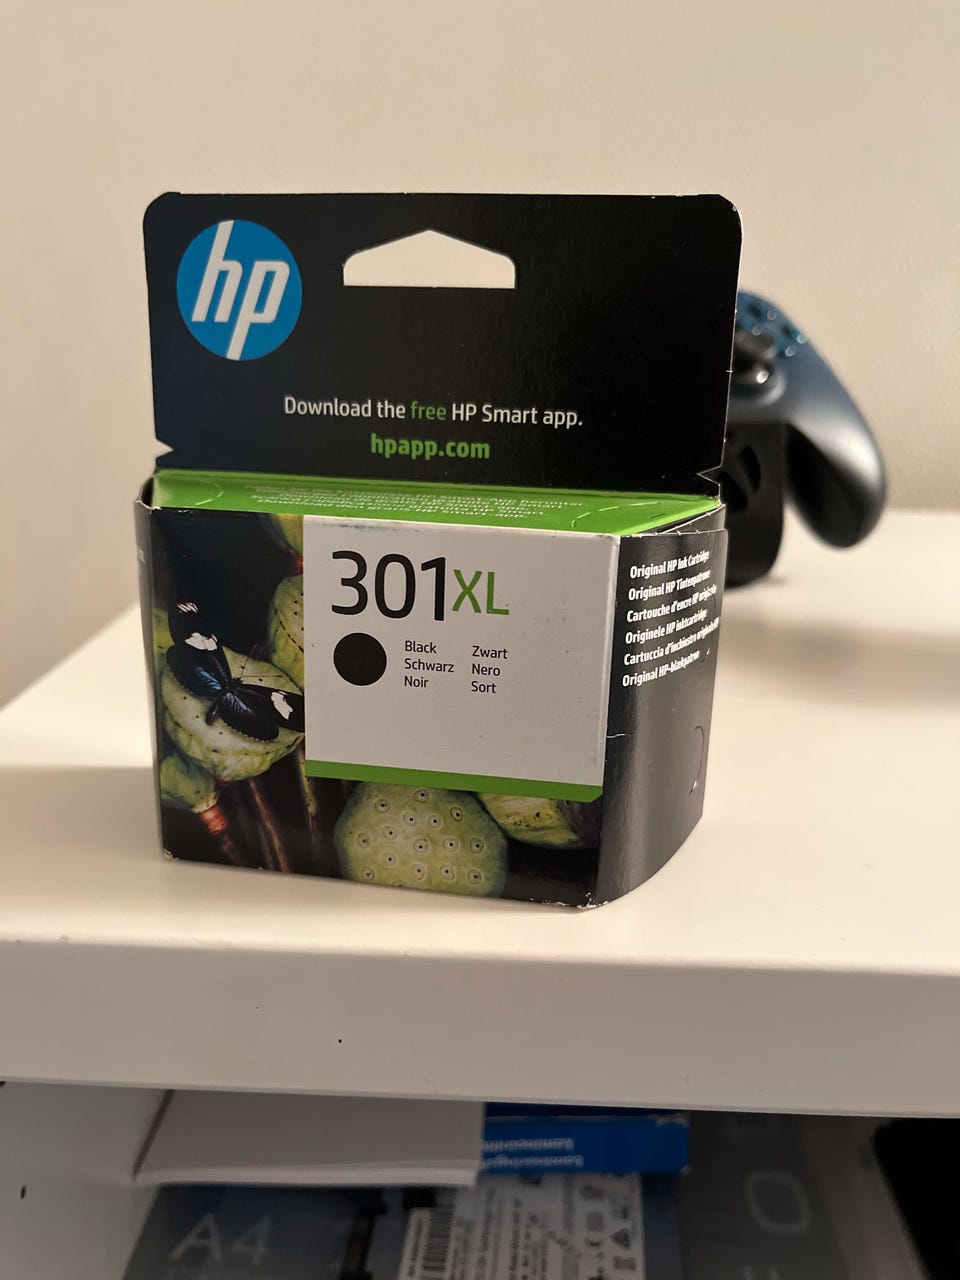 hp
Download the free HP Smart app.
hpapp.com
301XL
Black
Schwarz
Noir
Zwart
Nero
Sort
Original HP Ink Cartridge
Original HP Tintenpatrone
Cartouche d'encre HP originale
Originele HP inktcartridge
Cartuccia d'inchiostro originale HP
Original HP-blækpatron
A4